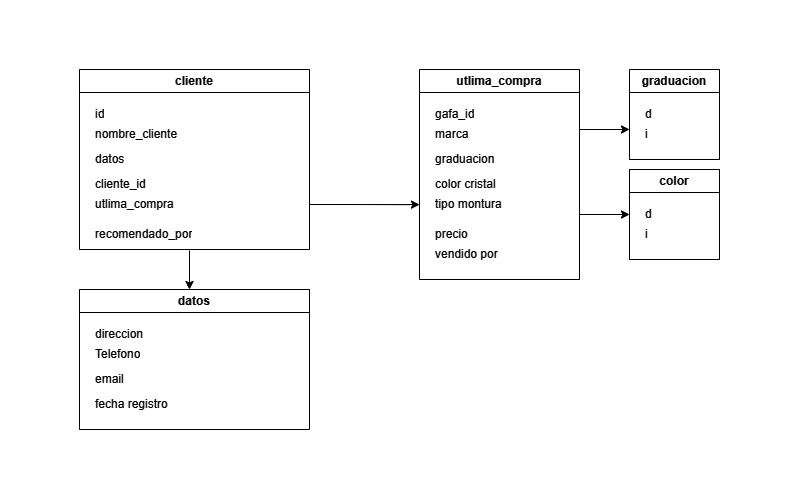 cliente
id
nombre_cliente
datos
cliente_id
utlima_compra
recomendado_por
datos
direccion
Telefono
email
fecha registro
utlima_compra
gafa_id
marca
graduacion
color cristal
tipo montura
precio
vendido por
graduacion
d
i
color
d
i